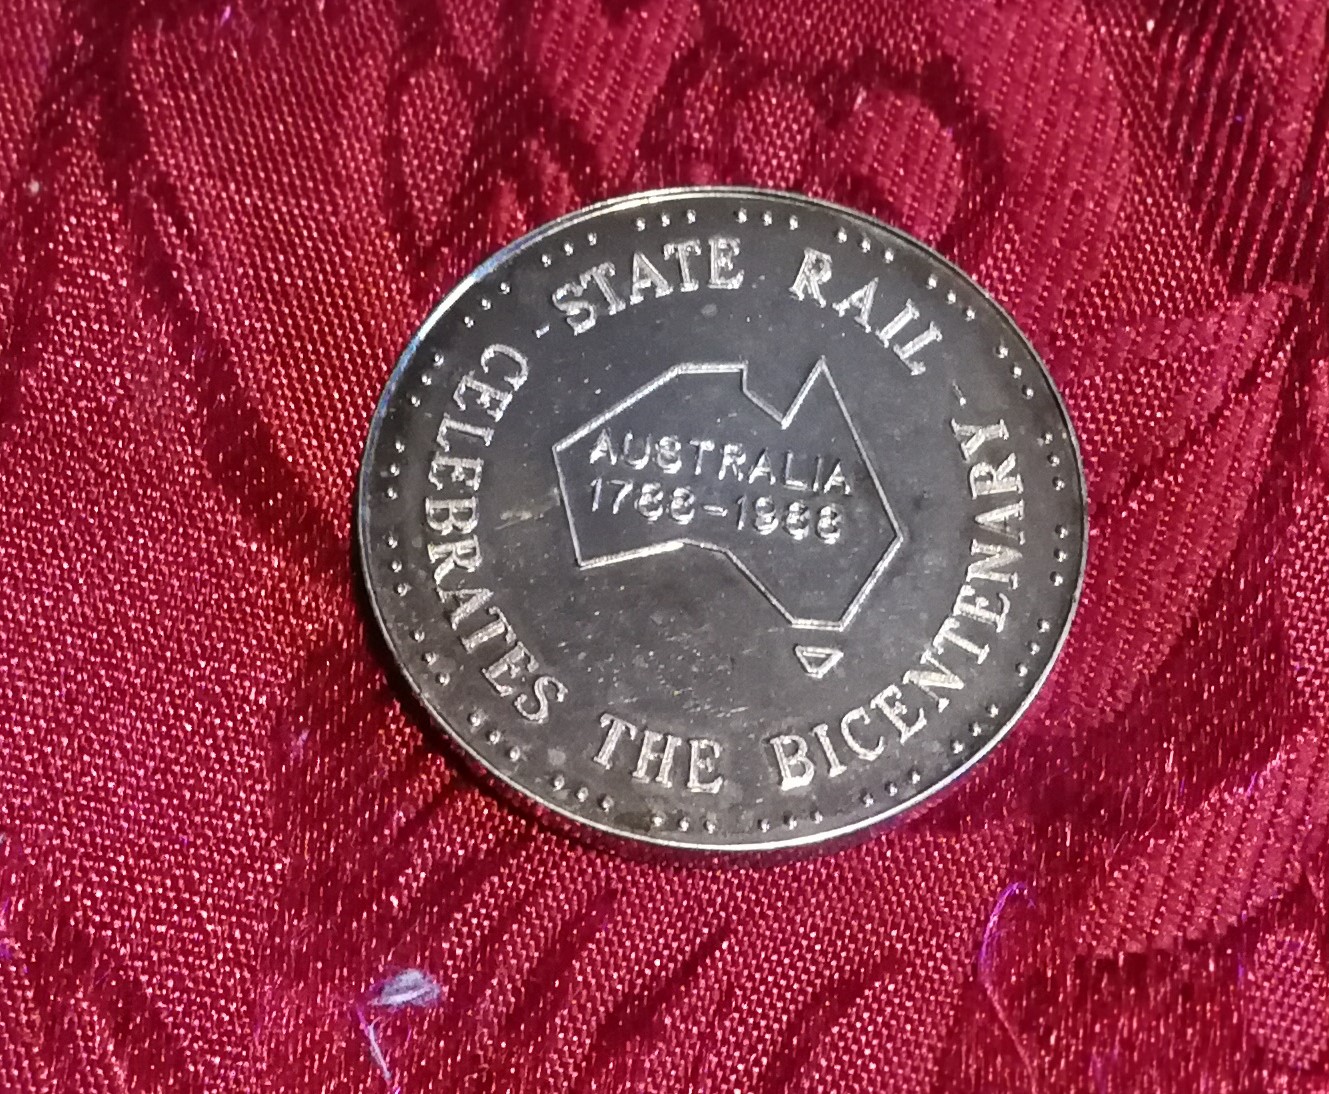 - STATE RAIL -
CELEBRATES THE BICENTENARY
AUSTRALIA
1788-1988